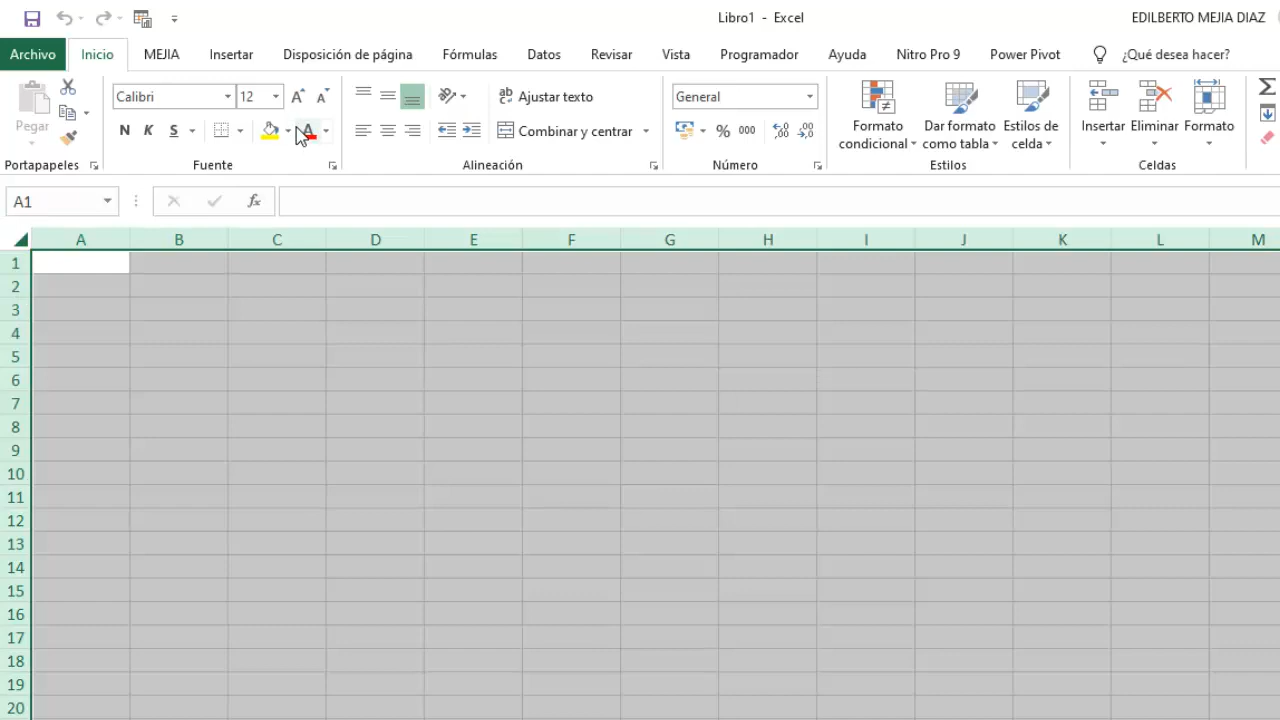 Libro1 - Excel
EDILBERTO MEJIA DIAZ
Archivo Inicio MEJIA Insertar Disposición de página Fórmulas Datos Revisar Vista Programador Ayuda Nitro Pro 9 Power Pivot ¿Qué desea hacer?
Pegar
Calibri 12
N K S A
Ajustar texto
Combinar y centrar
General
% 000
Formato condicional
Dar formato como tabla
Estilos de celda
Insertar Eliminar Formato
Portapapeles Fuente Alineación Número Estilos Celdas
A1 fx
A B C D E F G H I J K L M
1
2
3
4
5
6
7
8
9
10
11
12
13
14
15
16
17
18
19
20